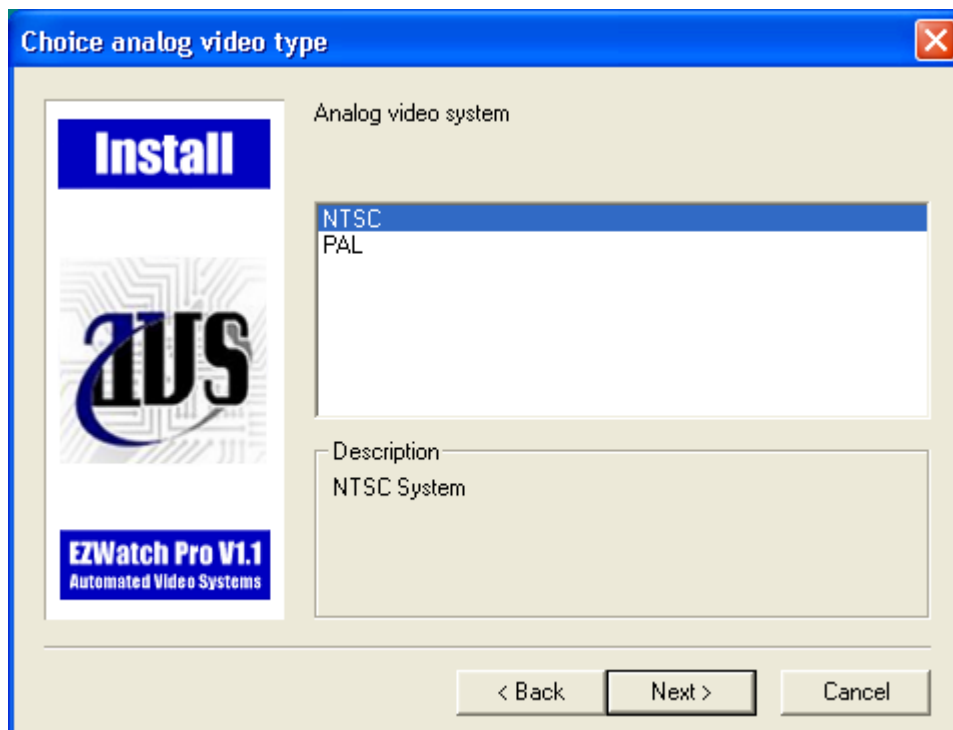 Choice analog video type
Install
AVS
EZWatch Pro V1.1
Automated Video Systems
Analog video system
NTSC
PAL
Description
NTSC System
< Back
Next >
Cancel